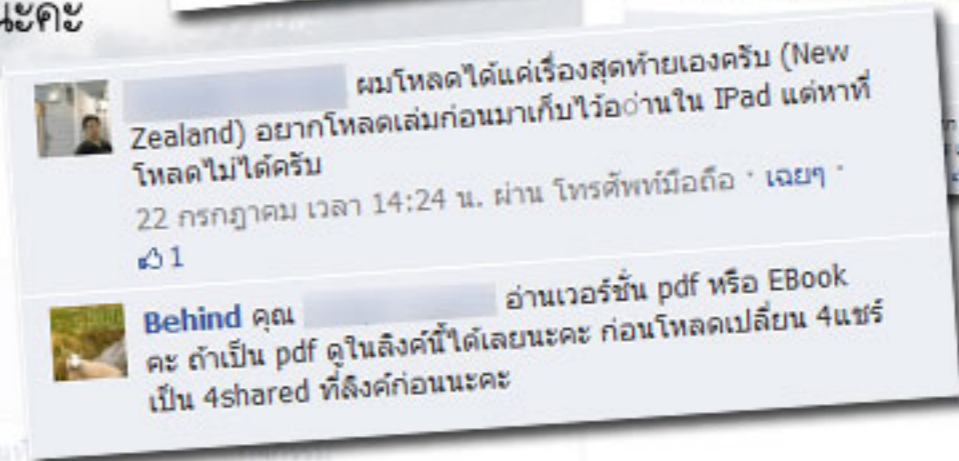 นะคะ
ผมโหลดได้แค่เรื่องสุดท้ายเองครับ (New
Zealand) อยากโหลดเล่มก่อนมาเก็บไว้อ่านใน IPad แต่หาที่
โหลดไม่ได้ครับ
22 กรกฎาคม เวลา 14:24 น. ผ่าน โทรศัพท์มือถือ · เฉยๆ ·
1
Behind คุณ อ่านเวอร์ชั่น pdf หรือ EBook
คะ ถ้าเป็น pdf ดูในลิงค์นี้ได้เลยนะคะ ก่อนโหลดเปลี่ยน 4แชร์
เป็น 4shared ที่ลิงค์ก่อนนะคะ